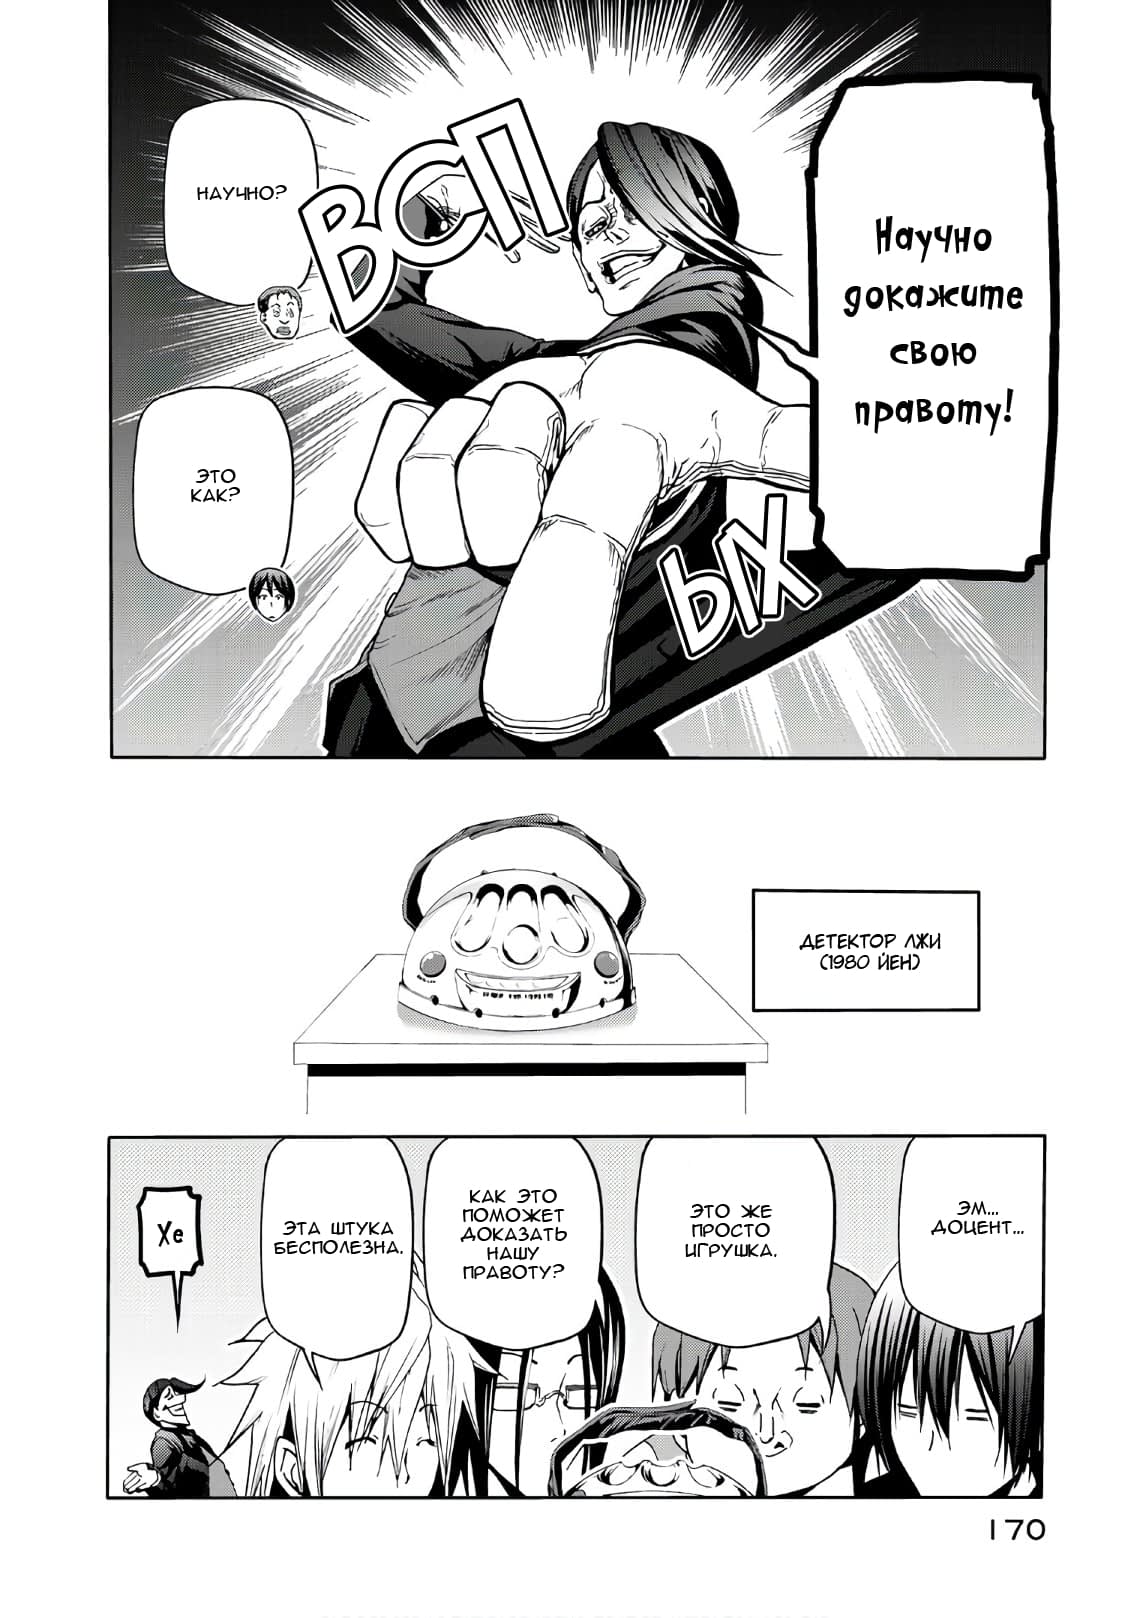 Научно
докажите
свою
правоту!
ВСП
НАУЧНО?
ЭТО
КАК?
ЫХ
ДЕТЕКТОР ЛЖИ
(1980 ЙЕН)
ЭМ...
ДОЦЕНТ...
ЭТО ЖЕ
ПРОСТО
ИГРУШКА.
КАК ЭТО
ПОМОЖЕТ
ДОКАЗАТЬ
НАШУ
ПРАВОТУ?
ЭТА ШТУКА
БЕСПОЛЕЗНА.
Хе
170